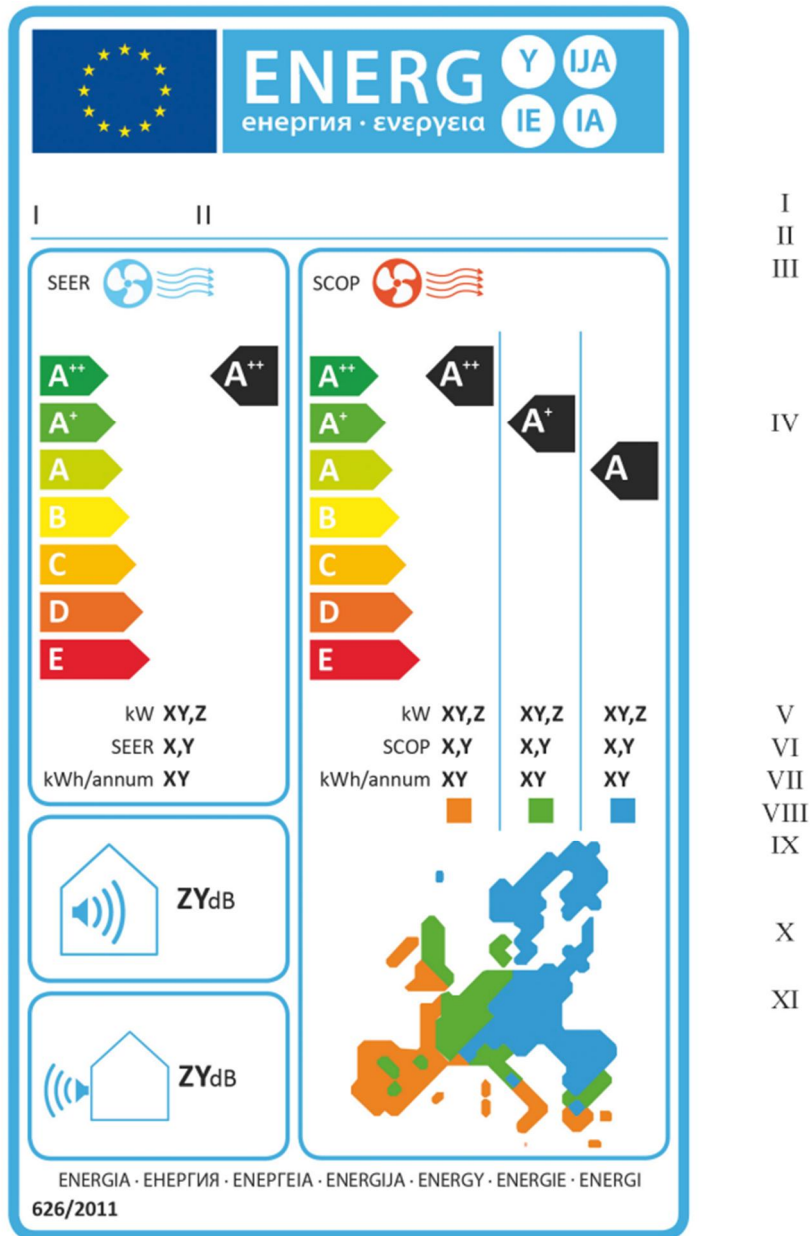 ENERG Y IJA
енергия · ενεργεια IE IA
I II
SEER
A++ A++
A+
A
B
C
D
E
kW XY,Z
SEER X,Y
kWh/annum XY
SCOP
A++ A++
A+ A+
A A
B
C
D
E
kW XY,Z XY,Z XY,Z
SCOP X,Y X,Y X,Y
kWh/annum XY XY XY
ZYdB
ZYdB
ENERGIA · ЕНЕРГИЯ · ΕΝΕΡΓΕΙΑ · ENERGIJA · ENERGY · ENERGIE · ENERGI
626/2011
I
II
III
IV
V
VI
VII
VIII
IX
X
XI